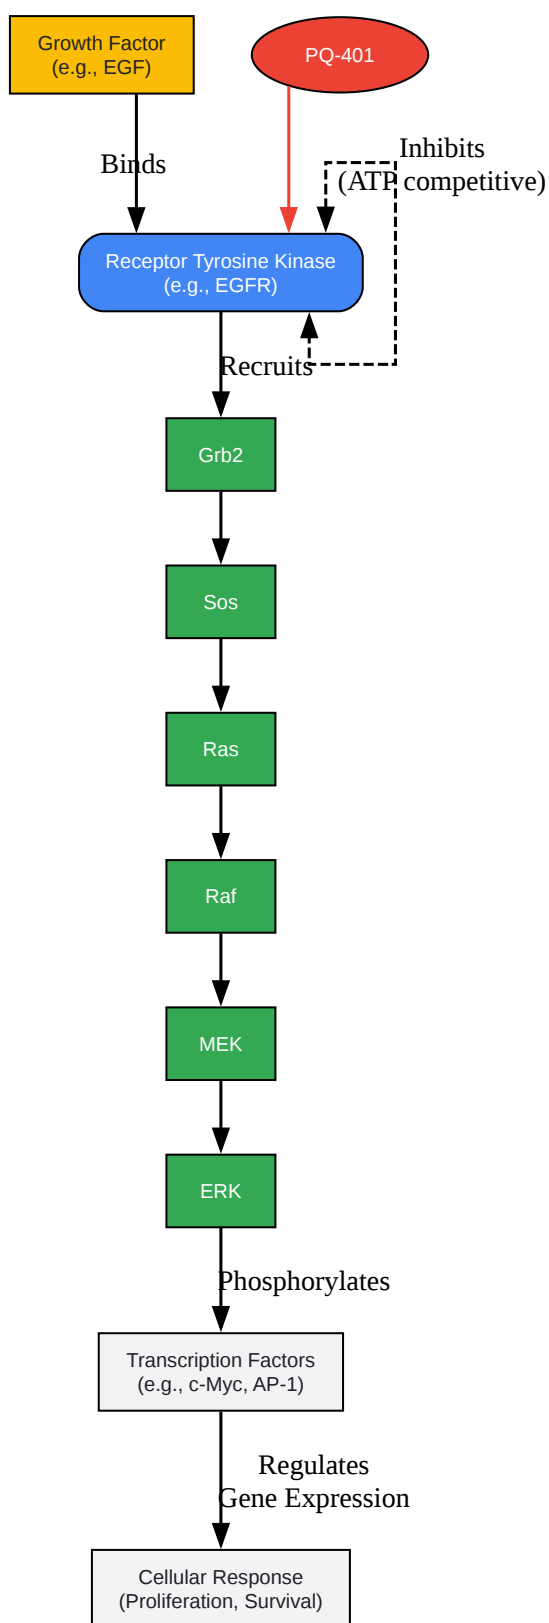 Growth Factor
(e.g., EGF)
PQ-401
Binds
Inhibits
(ATP competitive)
Receptor Tyrosine Kinase
(e.g., EGFR)
Recruits
Grb2
Sos
Ras
Raf
MEK
ERK
Phosphorylates
Transcription Factors
(e.g., c-Myc, AP-1)
Regulates
Gene Expression
Cellular Response
(Proliferation, Survival)